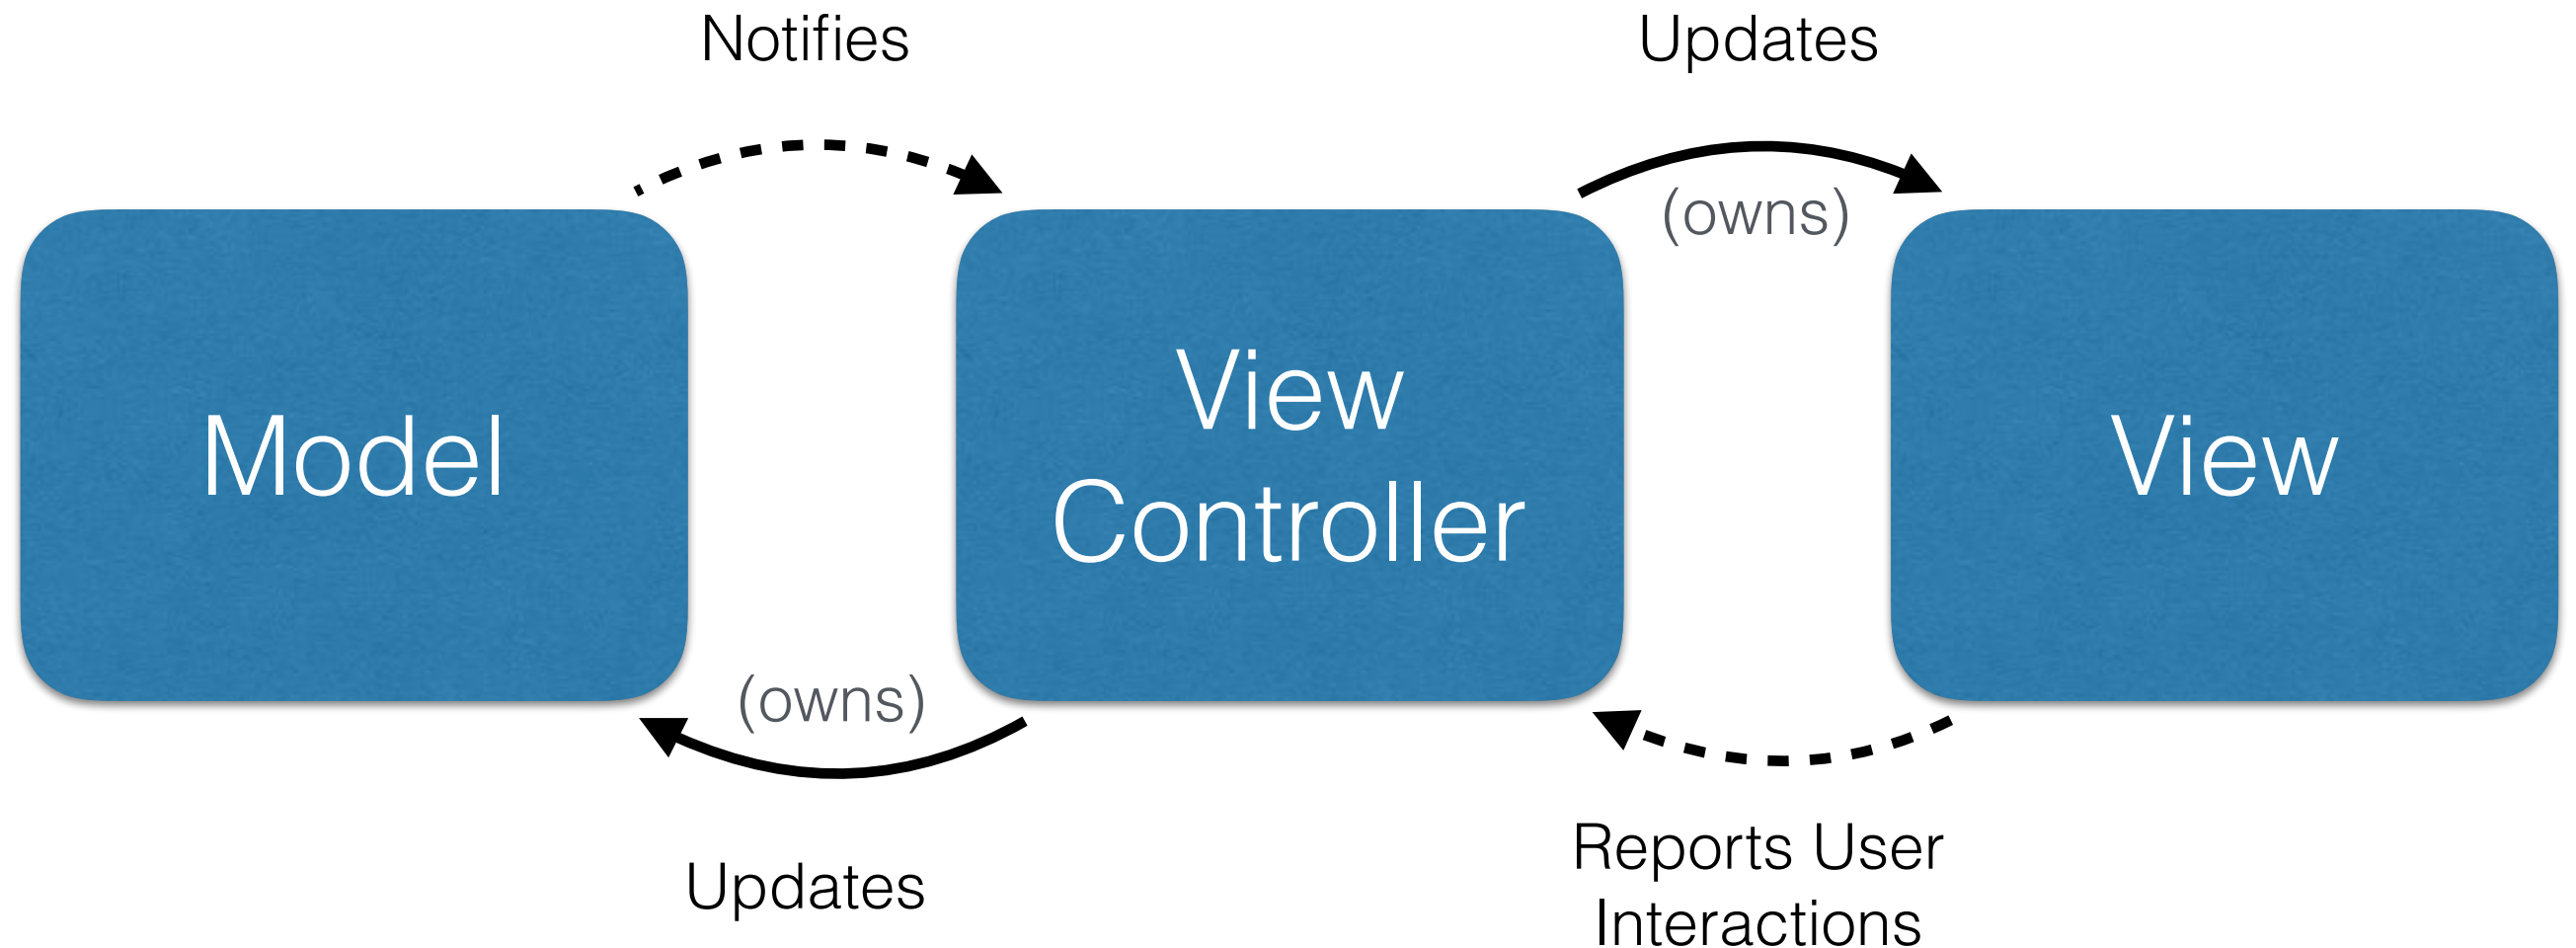 Notifies
Updates
(owns)
Model
View
Controller
View
(owns)
Updates
Reports User
Interactions